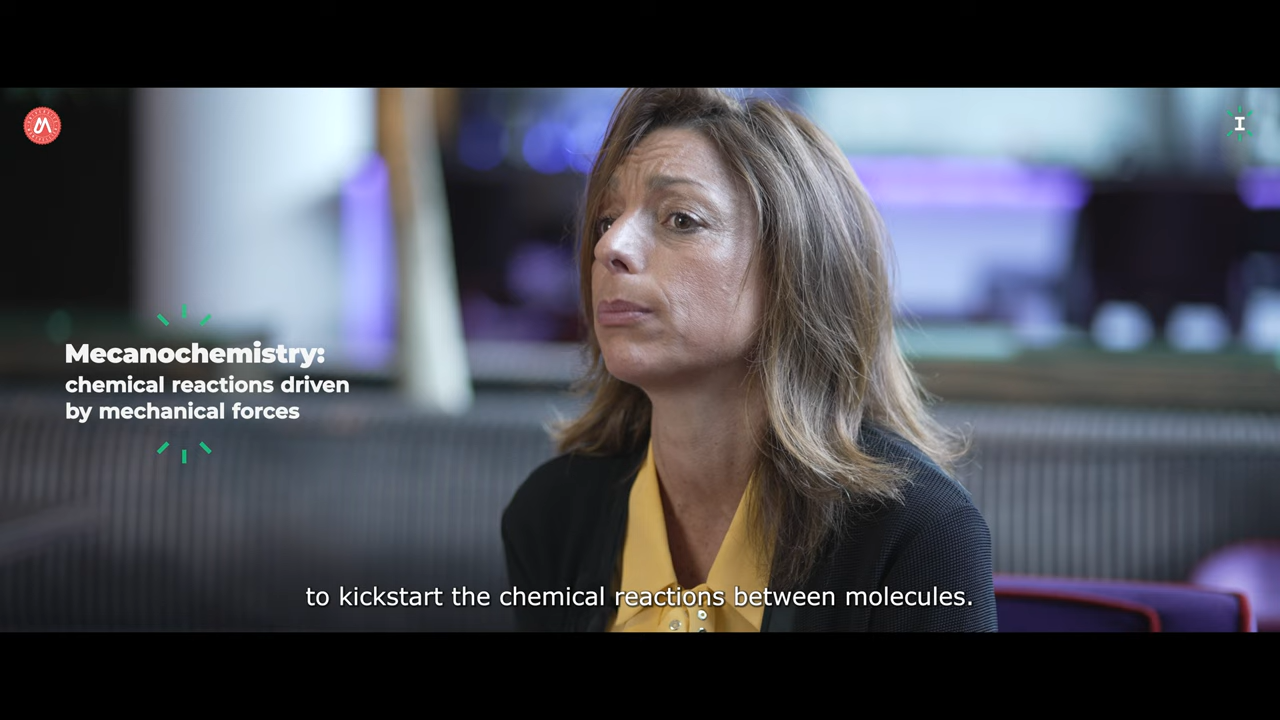 I
Mecanochemistry:
chemical reactions driven
by mechanical forces
to kickstart the chemical reactions between molecules.